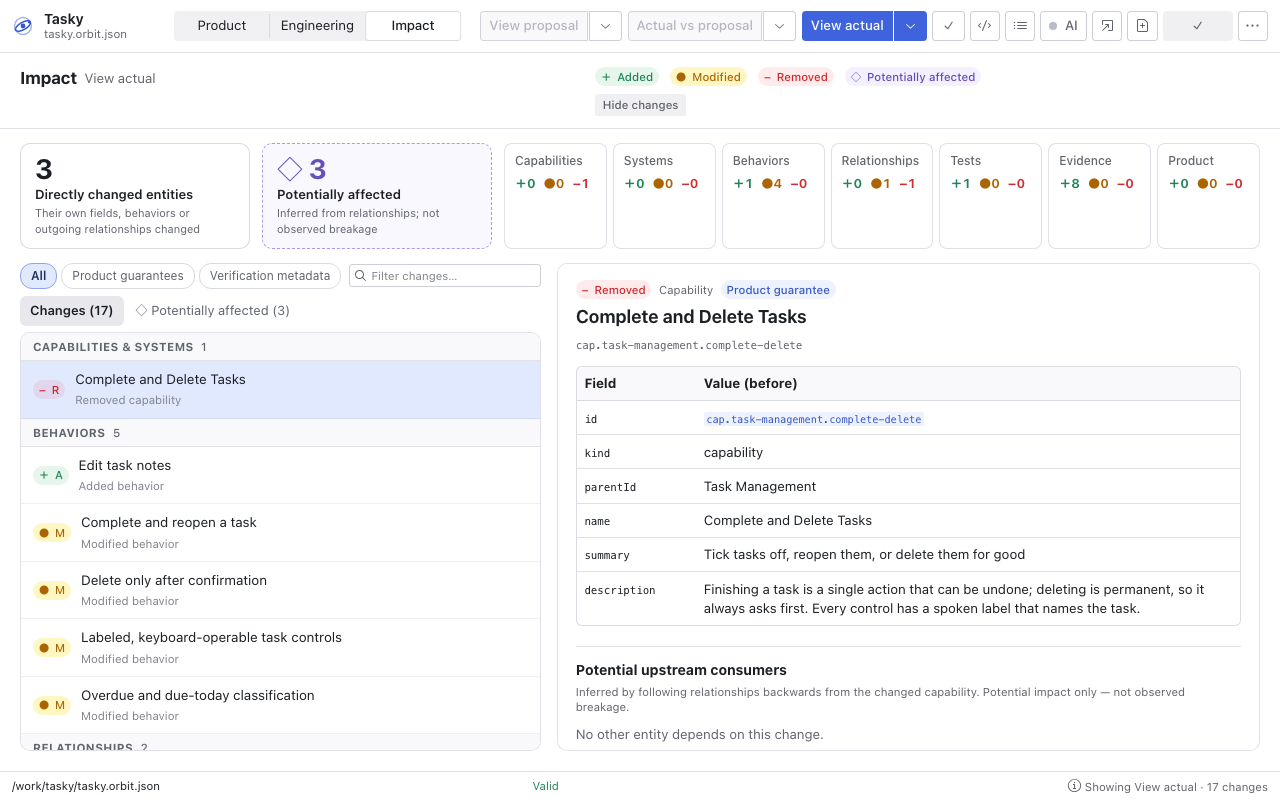 Tasky
tasky.orbit.json
Product
Engineering
Impact
View proposal
Actual vs proposal
View actual
AI
Impact View actual
+ Added
Modified
– Removed
Potentially affected
Hide changes
3
Directly changed entities
Their own fields, behaviors or
outgoing relationships changed
3
Potentially affected
Inferred from relationships; not
observed breakage
Capabilities
+0 0 −1
Systems
+0 0 −0
Behaviors
+1 4 −0
Relationships
+0 1 −1
Tests
+1 0 −0
Evidence
+8 0 −0
Product
+0 0 −0
All
Product guarantees
Verification metadata
Filter changes...
Changes (17)
Potentially affected (3)
CAPABILITIES & SYSTEMS 1
– R
Complete and Delete Tasks
Removed capability
BEHAVIORS 5
+ A
Edit task notes
Added behavior
M
Complete and reopen a task
Modified behavior
M
Delete only after confirmation
Modified behavior
M
Labeled, keyboard-operable task controls
Modified behavior
M
Overdue and due-today classification
Modified behavior
RELATIONSHIPS 2
– Removed Capability Product guarantee
Complete and Delete Tasks
cap.task-management.complete-delete
Field Value (before)
id cap.task-management.complete-delete
kind capability
parentId Task Management
name Complete and Delete Tasks
summary Tick tasks off, reopen them, or delete them for good
description Finishing a task is a single action that can be undone; deleting is permanent, so it
always asks first. Every control has a spoken label that names the task.
Potential upstream consumers
Inferred by following relationships backwards from the changed capability. Potential impact only — not observed
breakage.
No other entity depends on this change.
/work/tasky/tasky.orbit.json
Valid
Showing View actual · 17 changes